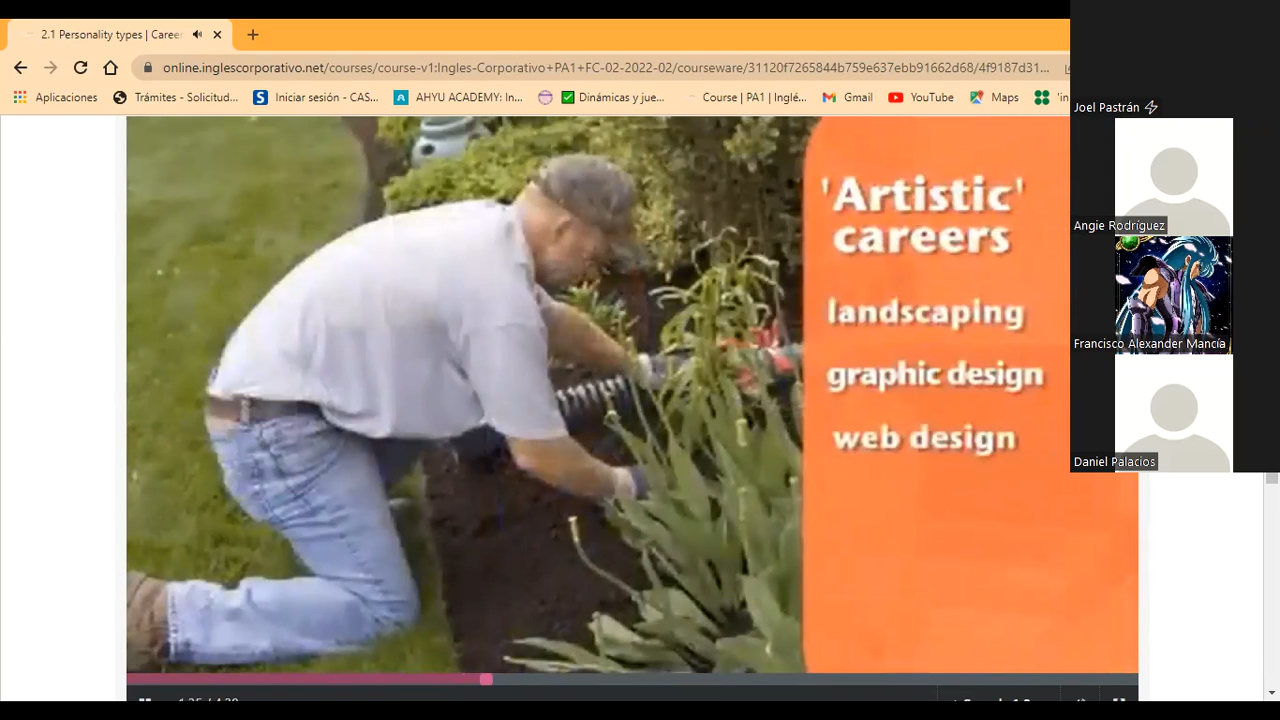 2.1 Personality types | Caree
online.inglescorporativo.net/courses/course-v1:Ingles-Corporativo+PA1+FC-02-2022-02/courseware/31120f7265844b759e637ebb91662d68/4f9187d31...
Aplicaciones
Trámites - Solicitud...
Iniciar sesión - CAS...
AHYU ACADEMY: In...
Dinámicas y jue...
Course | PA1 | Inglé...
Gmail
YouTube
Maps
'Artistic'
careers
landscaping
graphic design
web design
Joel Pastrán
Angie Rodríguez
Francisco Alexander Mancía
Daniel Palacios